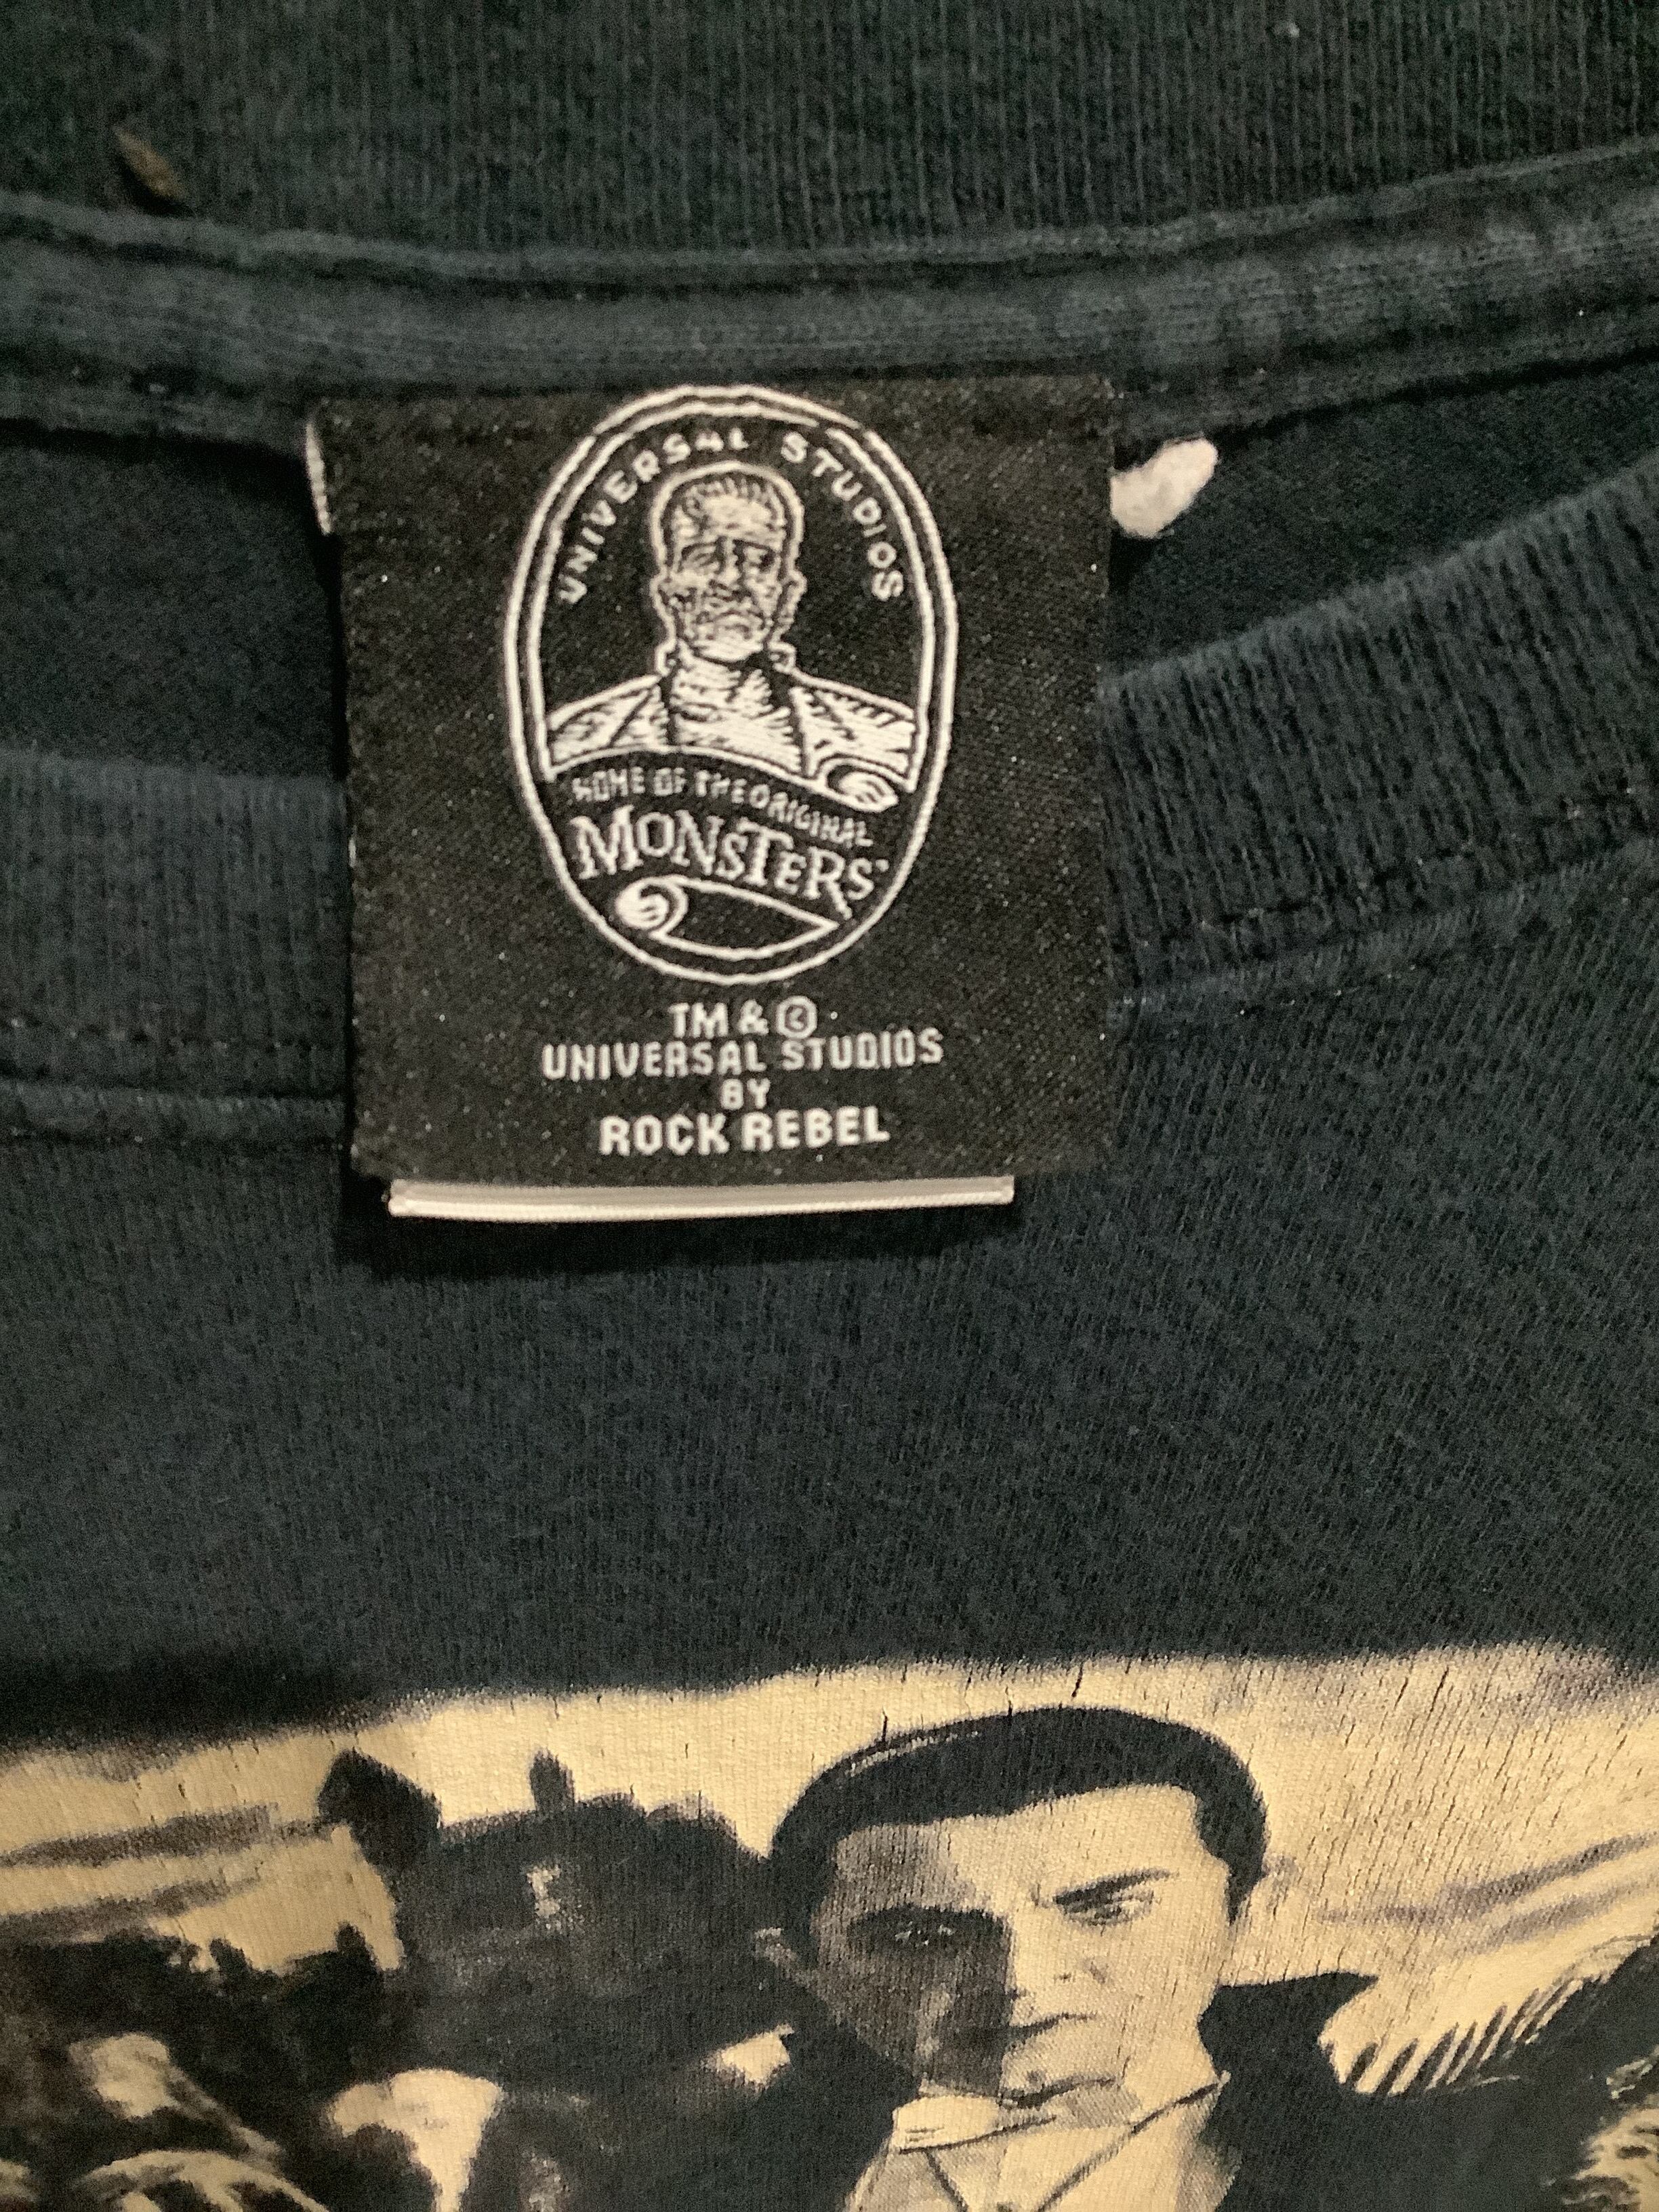 UNIVERSAL STUDIOS
HOME OF THE ORIGINAL
MONSTERS
TM & ©
UNIVERSAL STUDIOS
BY
ROCK REBEL